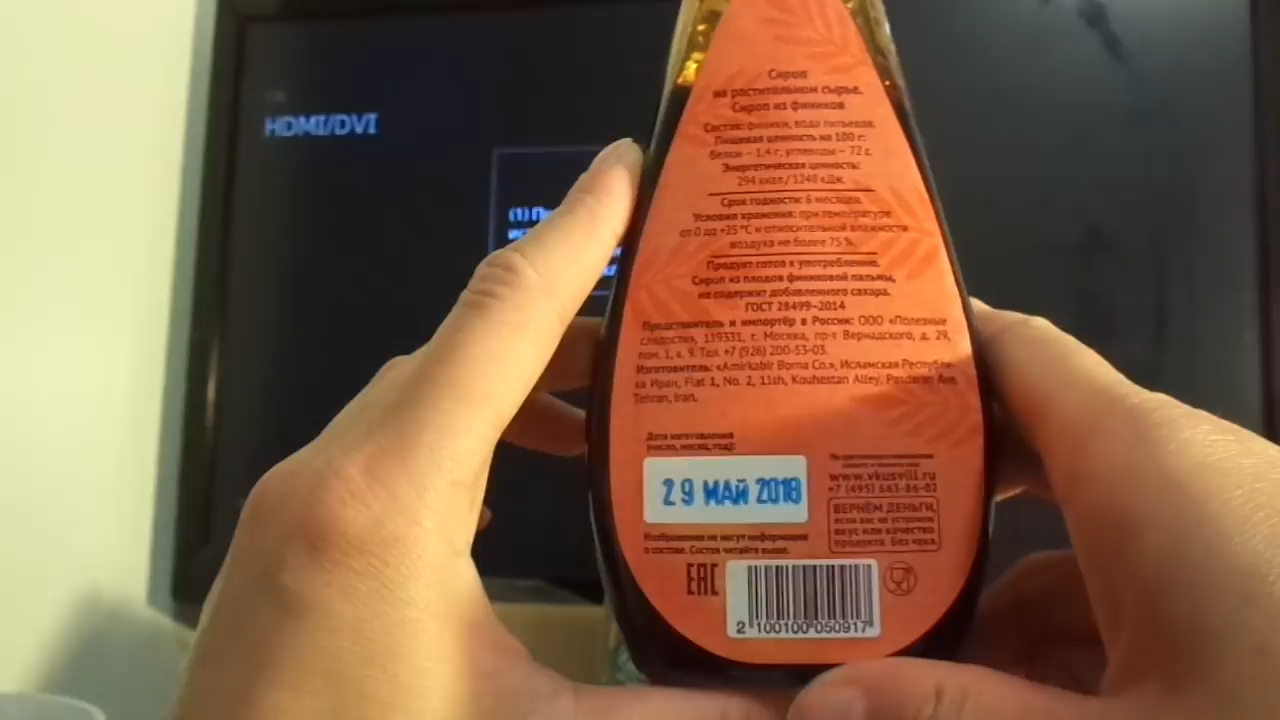 HDMI/DVI
(1) П
Сироп
на растительном сырье.
Сироп из фиников
Состав: финики, вода питьевая.
Пищевая ценность на 100 г:
белки – 1.4 г; углеводы – 72 г.
Энергетическая ценность:
294 ккал / 1248 кДж.
Срок годности: 6 месяцев.
Условия хранения: при температуре
от 0 до +25 °C и относительной влажности
воздуха не более 75 %.
Продукт готов к употреблению.
Сироп из плодов финиковой пальмы,
не содержит добавленного сахара.
ГОСТ 28499–2014
Представитель и импортёр в России: ООО «Полезные
сладости», 119331, г. Москва, пр-т Вернадского, д. 29,
пом. 1, к. 9. Тел. +7 (926) 200-53-03.
Изготовитель: «Amirkabir Borna Co.», Исламская Республи-
ка Иран, Flat 1, No. 2, 11th, Kouhestan Alley, Pasdaran Ave,
Tehran, Iran.
Дата изготовления
(число, месяц, год):
29 МАЙ 2018
www.vkusvill.ru
+7 (495) 663-86-02
ВЕРНЁМ ДЕНЬГИ,
если вас не устроили
вкус или качество
продукта. Без чека.
Изображения не несут информации
о составе. Состав читайте выше.
EAC
2 100100 050917